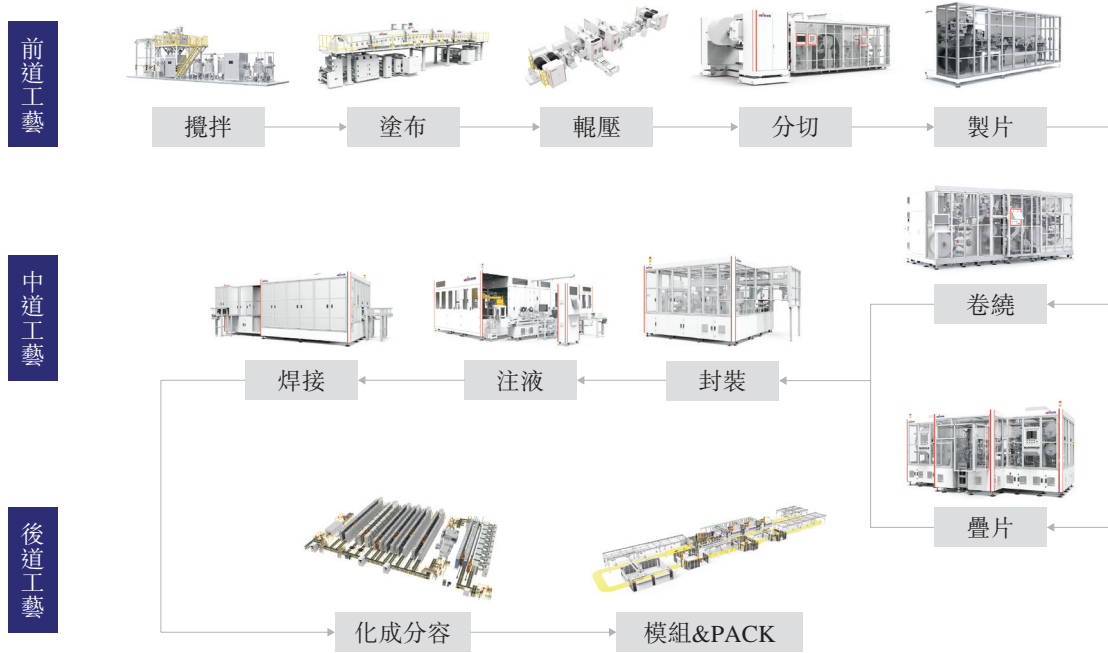 前道工藝
攪拌
塗布
輥壓
分切
製片
中道工藝
卷繞
焊接
注液
封裝
疊片
後道工藝
化成分容
模組&PACK